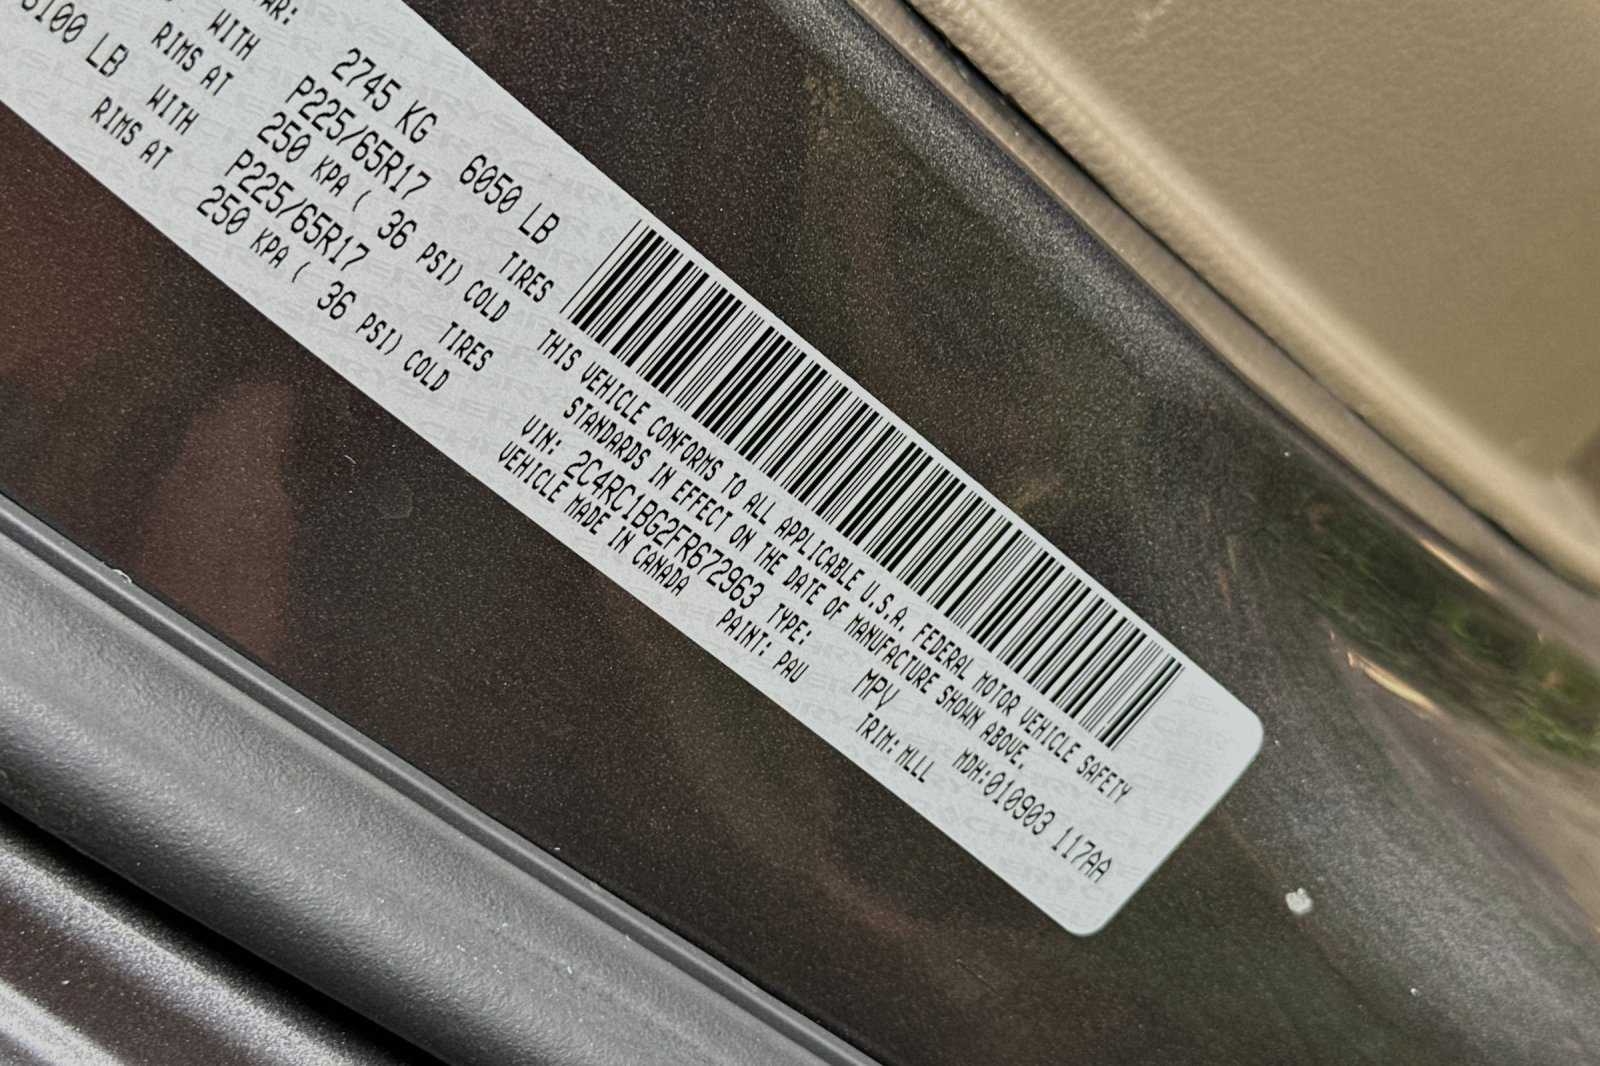 2745 KG 6050 LB
WITH P225/65R17 TIRES
RIMS AT 250 KPA ( 36 PSI) COLD
3100 LB
WITH P225/65R17 TIRES
RIMS AT 250 KPA ( 36 PSI) COLD
THIS VEHICLE CONFORMS TO ALL APPLICABLE U.S.A. FEDERAL MOTOR VEHICLE SAFETY
STANDARDS IN EFFECT ON THE DATE OF MANUFACTURE SHOWN ABOVE.
VIN: 2C4RC1BG2FR672963 TYPE: MPV MDH:010903 117AA
VEHICLE MADE IN CANADA PAINT: PAU TRIM: MLLL